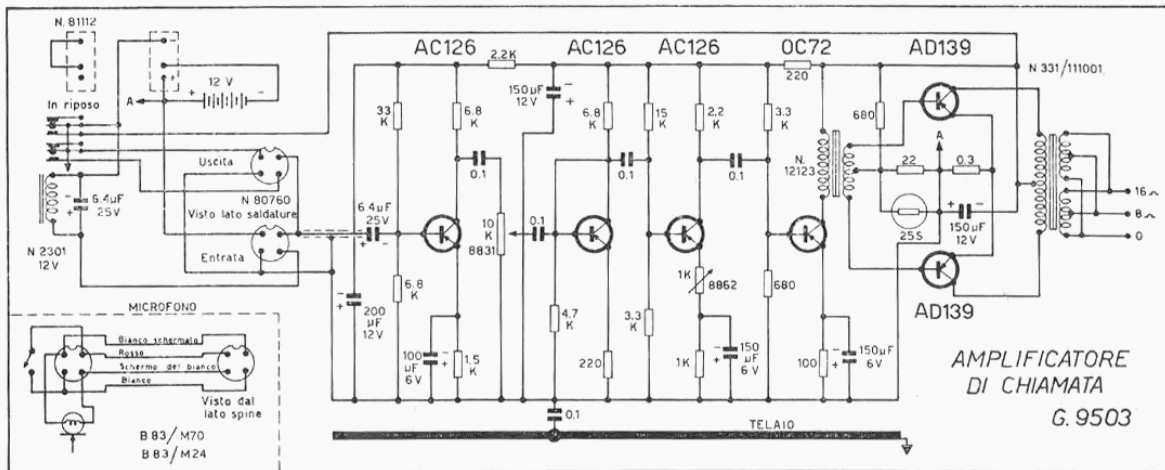 N. 81112
12 V
A
In riposo
6.4µF
25V
N 2301
12V
Uscita
N 80760
Visto lato saldature
Entrata
6.4µF
25V
200
µF
12V
AC126
33
K
6.8
K
2.2K
0.1
10
K
8831
6.8
K
100
µF
6V
1.5
K
150µF
12V
0.1
AC126
6.8
K
4.7
K
220
0.1
15
K
3.3
K
AC126
2.2
K
1K
8862
1K
150
µF
6V
0.1
OC72
220
3.3
K
680
100
150µF
6V
N.
12123
AD139
680
A
22
0.3
25S
150µF
12V
AD139
N 331/111001
16
8
0
0.1
TELAIO
MICROFONO
Bianco schermato
Rosso
Schermo del bianco
Bianco
Visto dal
lato spine
B 83/M70
B 83/M24
AMPLIFICATORE
DI CHIAMATA
G. 9503